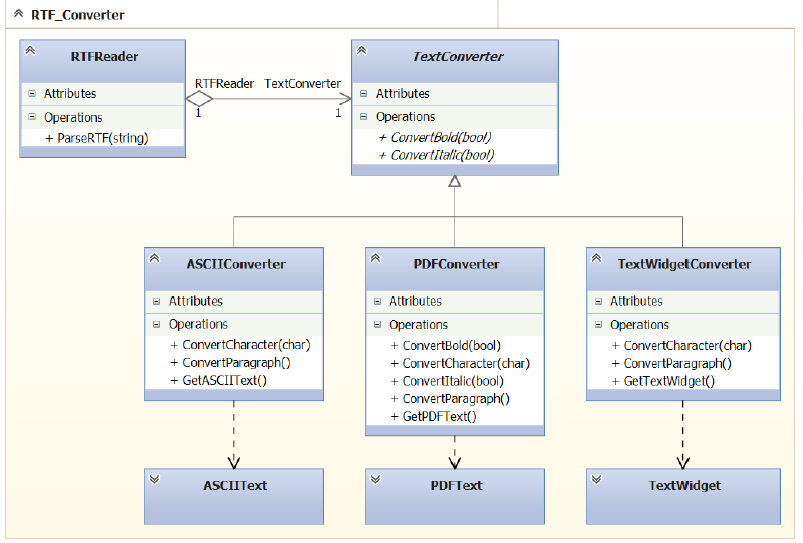 RTF_Converter
RTFReader
Attributes
Operations
+ ParseRTF(string)
RTFReader TextConverter
1 1
TextConverter
Attributes
Operations
+ ConvertBold(bool)
+ ConvertItalic(bool)
ASCIIConverter
Attributes
Operations
+ ConvertCharacter(char)
+ ConvertParagraph()
+ GetASCIIText()
PDFConverter
Attributes
Operations
+ ConvertBold(bool)
+ ConvertCharacter(char)
+ ConvertItalic(bool)
+ ConvertParagraph()
+ GetPDFText()
TextWidgetConverter
Attributes
Operations
+ ConvertCharacter(char)
+ ConvertParagraph()
+ GetTextWidget()
ASCIIText
PDFText
TextWidget